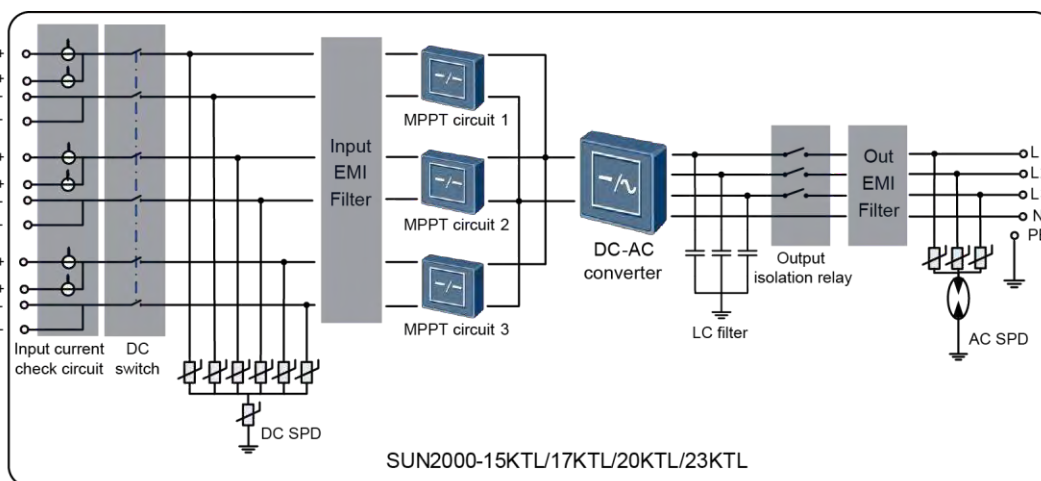 +
+
-
-
+
+
-
-
+
+
-
-
Input current
check circuit
DC
switch
DC SPD
Input
EMI
Filter
MPPT circuit 1
MPPT circuit 2
MPPT circuit 3
DC-AC
converter
LC filter
Output
isolation relay
Out
EMI
Filter
L
L
L
N
PE
AC SPD
SUN2000-15KTL/17KTL/20KTL/23KTL